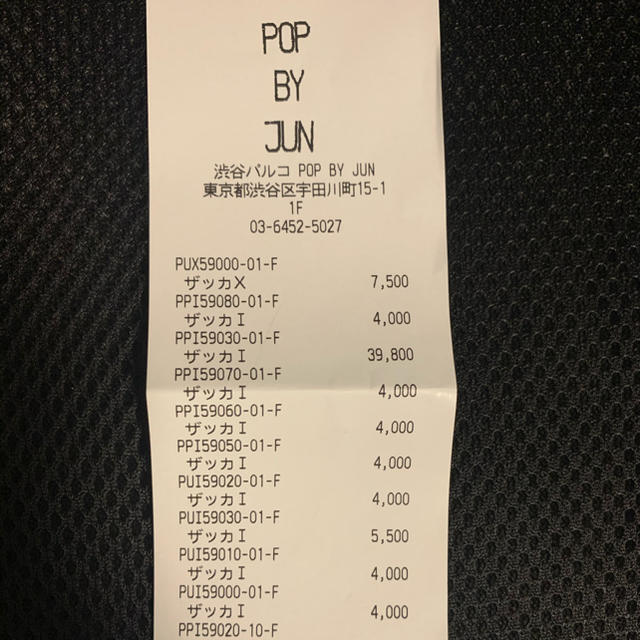 POP
BY
JUN
渋谷パルコ POP BY JUN
東京都渋谷区宇田川町15-1
1F
03-6452-5027
PUX59000-01-F
ザッカX 7,500
PPI59080-01-F
ザッカI 4,000
PPI59030-01-F
ザッカI 39,800
PPI59070-01-F
ザッカI 4,000
PPI59060-01-F
ザッカI 4,000
PPI59050-01-F
ザッカI 4,000
PUI59020-01-F
ザッカI 4,000
PUI59030-01-F
ザッカI 5,500
PUI59010-01-F
ザッカI 4,000
PUI59000-01-F
ザッカI 4,000
PPI59020-10-F